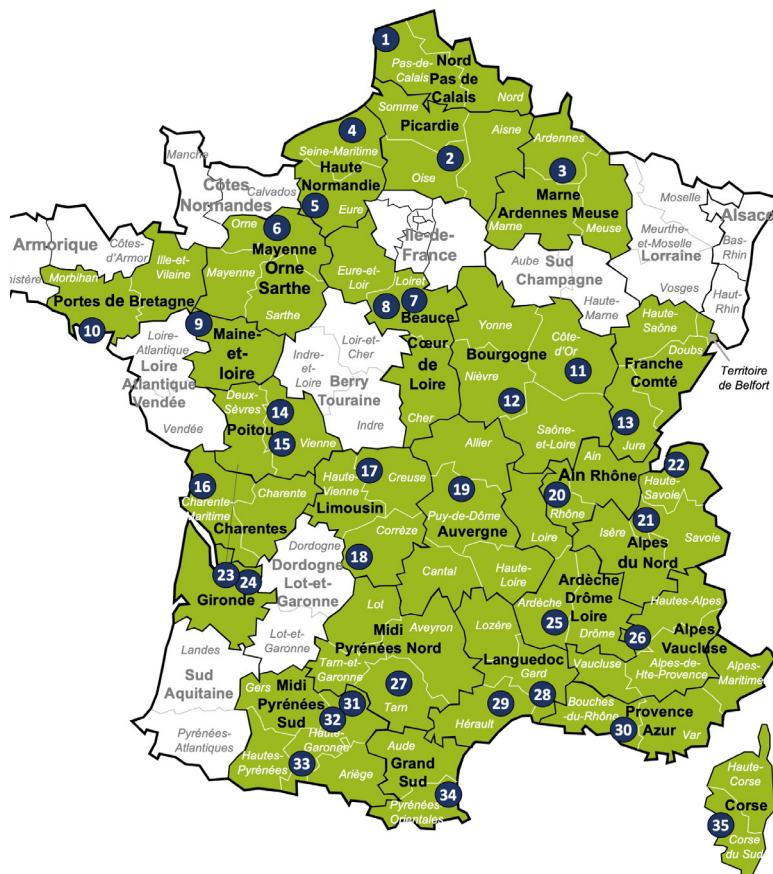 1
Nord
Pas de
Calais
Pas-de-
Calais
Nord
Somme
Picardie
Aisne
Ardennes
4
Seine-Maritime
2
Oise
3
Manche
Haute
Normandie
Côtes
Normandes
Calvados
5
Eure
Marne
Ardennes Meuse
Marne
Meuse
Moselle
Alsace
Meurthe-
et-Moselle
Lorraine
Bas-
Rhin
Vosges
Haut-
Rhin
Orne
6
Mayenne
Orne
Sarthe
Mayenne
Sarthe
Ile-de-
France
Aube
Sud
Champagne
Haute-
Marne
Armorique
Côtes-
d'Armor
nistère
Ille-et-
Vilaine
Morbihan
Portes de Bretagne
10
9
Eure-et-
Loir
Loiret
8
7
Beauce
Cœur
de
Loire
Cher
Yonne
Bourgogne
Côte-
d'Or
Nièvre
11
12
Saône-
et-Loire
Haute-
Saône
Doubs
Franche
Comté
Territoire
de Belfort
13
Jura
Loire-
Atlantique
Loire
Atlantique
Vendée
Vendée
Maine-
et-
loire
Loir-et-
Cher
Indre-
et-
Loire
Berry
Touraine
Indre
Deux-
Sèvres
14
Poitou
15
Vienne
Allier
Ain
Ain Rhône
20
Rhône
Loire
22
Haute-
Savoie
16
Charente-
Maritime
Charente
Charentes
17
Haute
Vienne
Creuse
Limousin
Corrèze
18
19
Puy-de-Dôme
Auvergne
Cantal
Haute-
Loire
21
Isère
Savoie
Alpes
du Nord
Dordogne
Dordogne
Lot-et-
Garonne
Lot-et-
Garonne
23
24
Gironde
Ardèche
Drôme
Loire
Ardèche
25
Drôme
Hautes-Alpes
26
Alpes
Vaucluse
Vaucluse
Alpes-de-
Hte-Provence
Alpes-
Maritime
Lot
Midi
Pyrénées Nord
Aveyron
Tarn-et-
Garonne
27
Tarn
Lozère
Languedoc
Gard
28
29
Hérault
Bouches
-du-Rhône
Provence
Azur
30
Var
Landes
Sud
Aquitaine
Pyrénées-
Atlantiques
Gers
Midi
Pyrénées
Sud
31
32
Haute-
Garonne
Hautes-
Pyrénées
33
Ariège
Aude
Grand
Sud
34
Pyrénées-
Orientales
Haute-
Corse
Corse
35
Corse
du Sud